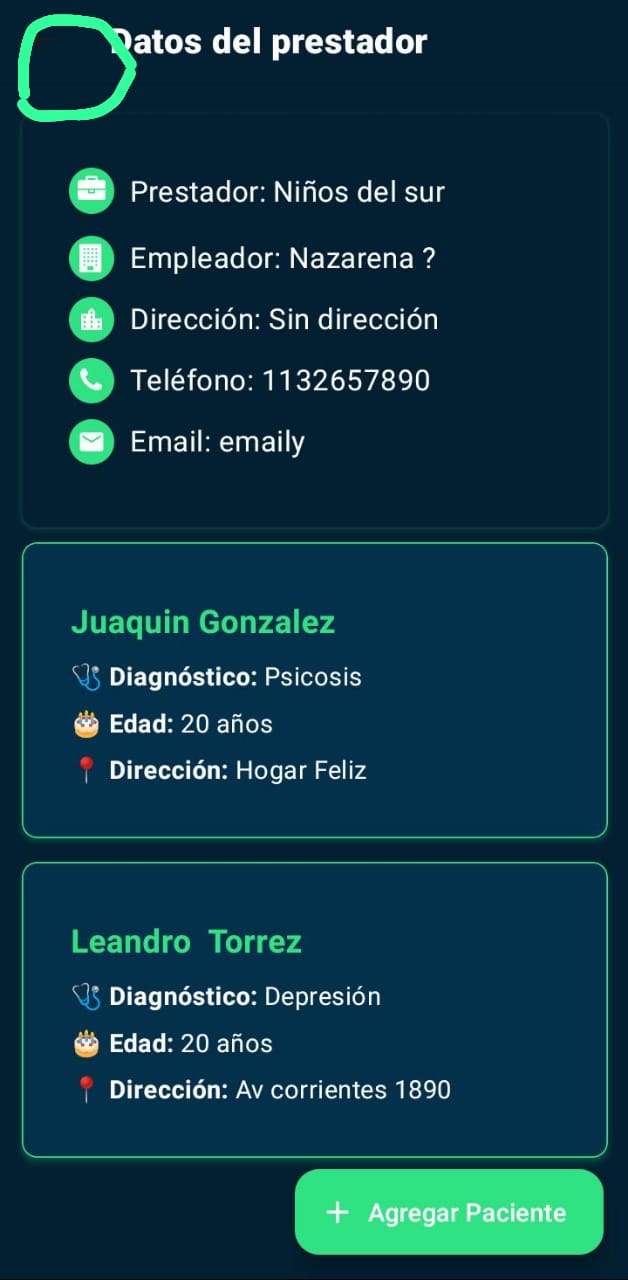 Datos del prestador
Prestador: Niños del sur
Empleador: Nazarena ?
Dirección: Sin dirección
Teléfono: 1132657890
Email: emaily
Juaquin Gonzalez
Diagnóstico: Psicosis
Edad: 20 años
Dirección: Hogar Feliz
Leandro  Torrez
Diagnóstico: Depresión
Edad: 20 años
Dirección: Av corrientes 1890
+ Agregar Paciente